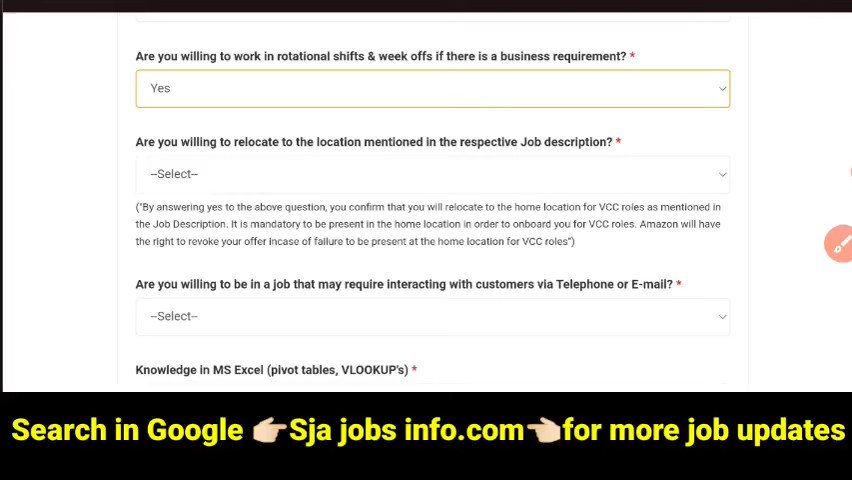 Are you willing to work in rotational shifts & week offs if there is a business requirement? *
Yes
Are you willing to relocate to the location mentioned in the respective Job description? *
--Select--
("By answering yes to the above question, you confirm that you will relocate to the home location for VCC roles as mentioned in
the Job Description. It is mandatory to be present in the home location in order to onboard you for VCC roles. Amazon will have
the right to revoke your offer Incase of failure to be present at the home location for VCC roles")
Are you willing to be in a job that may require interacting with customers via Telephone or E-mail? *
--Select--
Knowledge in MS Excel (pivot tables, VLOOKUP's) *
Search in Google 👉🏻Sja jobs info.com👈🏻for more job updates